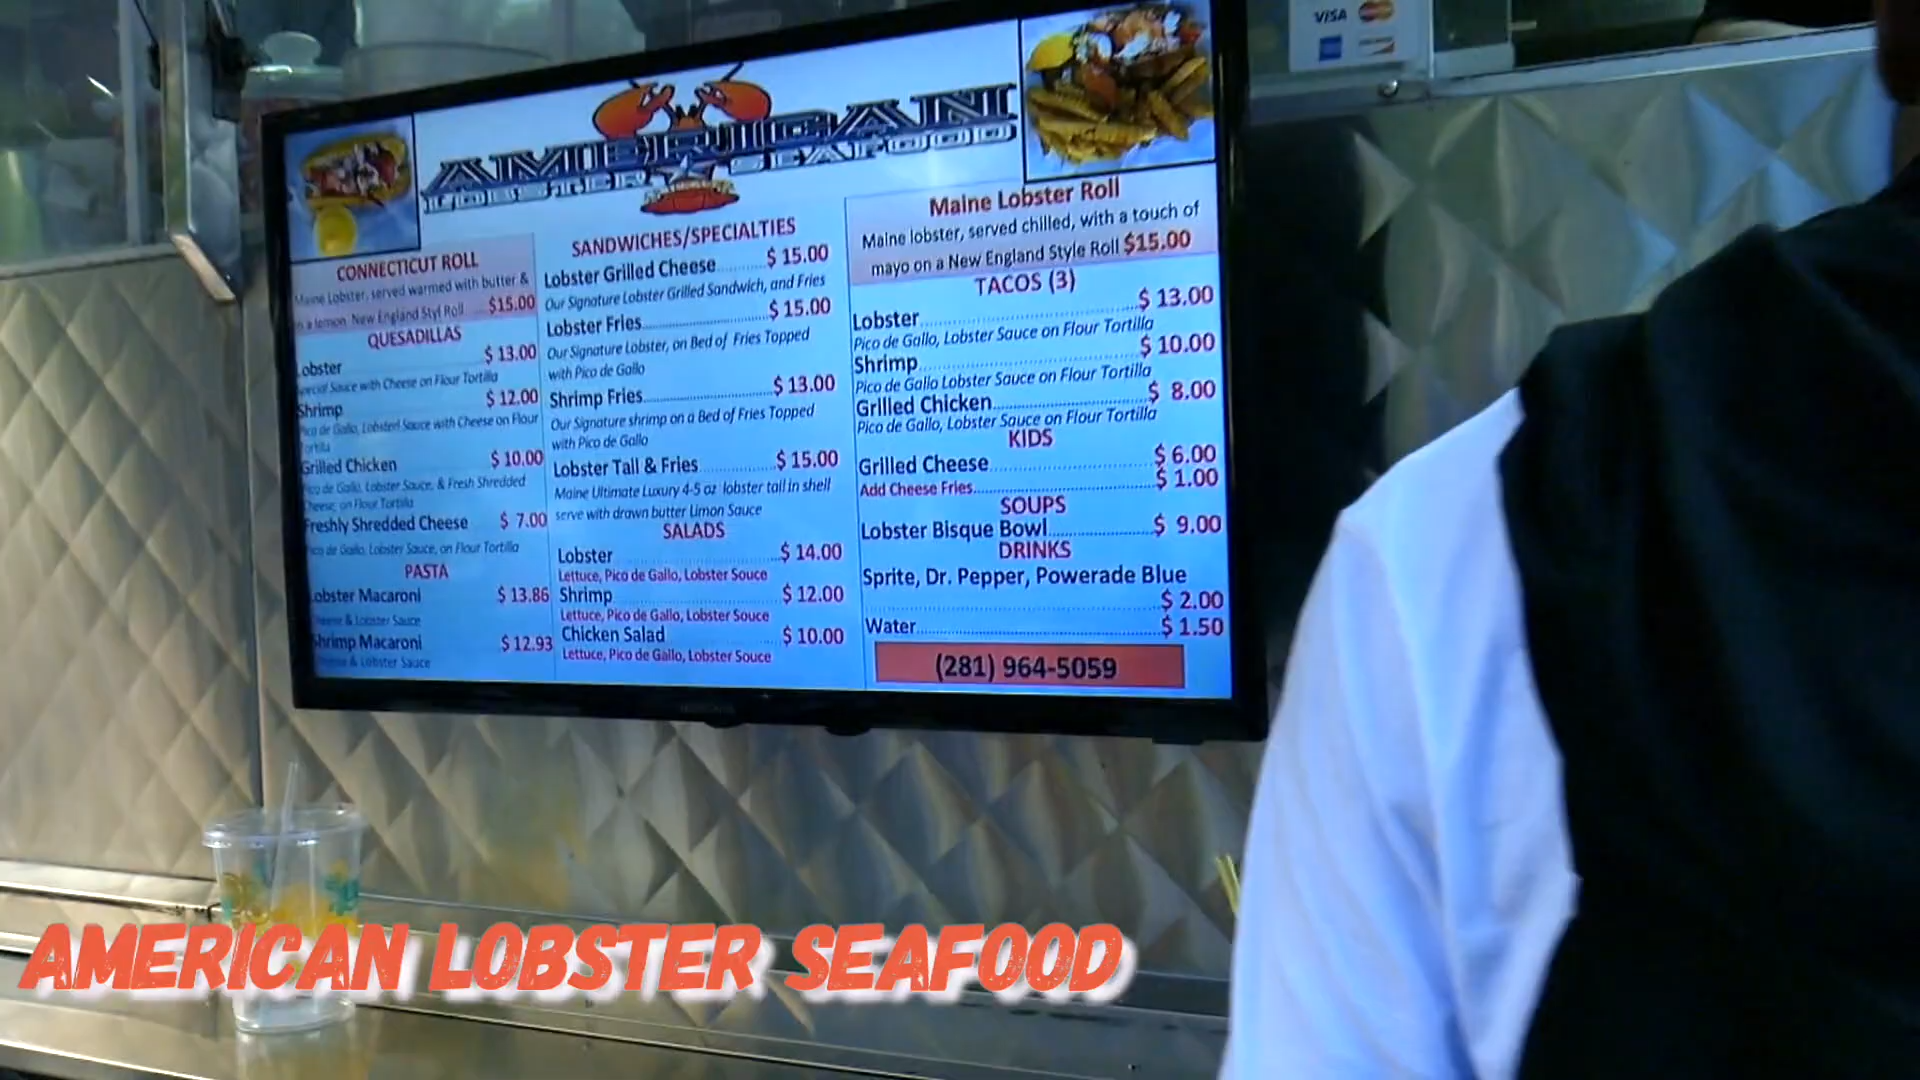 VISA
AMERICAN
LOBSTER SEAFOOD
CONNECTICUT ROLL
Maine Lobster, served warmed with butter &
a lemon New England Styl Roll $15.00
QUESADILLAS
Lobster $ 13.00
Special Sauce with Cheese on Flour Tortilla
Shrimp $ 12.00
Pico de Gallo, Lobster Sauce with Cheese on Flour
Tortilla
Grilled Chicken $ 10.00
Pico de Gallo, Lobster Sauce, & Fresh Shredded
Cheese, on Flour Tortilla
Freshly Shredded Cheese $ 7.00
Pico de Gallo, Lobster Sauce, on Flour Tortilla
PASTA
Lobster Macaroni $ 13.86
Cheese & Lobster Sauce
Shrimp Macaroni $ 12.93
Cheese & Lobster Sauce
SANDWICHES/SPECIALTIES
Lobster Grilled Cheese $ 15.00
Our Signature Lobster Grilled Sandwich, and Fries
Lobster Fries $ 15.00
Our Signature Lobster, on Bed of Fries Topped
with Pico de Gallo
Shrimp Fries $ 13.00
Our Signature shrimp on a Bed of Fries Topped
with Pico de Gallo
Lobster Tall & Fries $ 15.00
Maine Ultimate Luxury 4-5 oz lobster tail in shell
serve with drawn butter Limon Sauce
SALADS
Lobster $ 14.00
Lettuce, Pico de Gallo, Lobster Souce
Shrimp $ 12.00
Lettuce, Pico de Gallo, Lobster Souce
Chicken Salad $ 10.00
Lettuce, Pico de Gallo, Lobster Souce
Maine Lobster Roll
Maine lobster, served chilled, with a touch of
mayo on a New England Style Roll $15.00
TACOS (3)
Lobster $ 13.00
Pico de Gallo, Lobster Sauce on Flour Tortilla
Shrimp $ 10.00
Pico de Gallo Lobster Sauce on Flour Tortilla
Grilled Chicken $ 8.00
Pico de Gallo, Lobster Sauce on Flour Tortilla
KIDS
Grilled Cheese $ 6.00
Add Cheese Fries $ 1.00
SOUPS
Lobster Bisque Bowl $ 9.00
DRINKS
Sprite, Dr. Pepper, Powerade Blue
$ 2.00
Water $ 1.50
(281) 964-5059
AMERICAN LOBSTER SEAFOOD